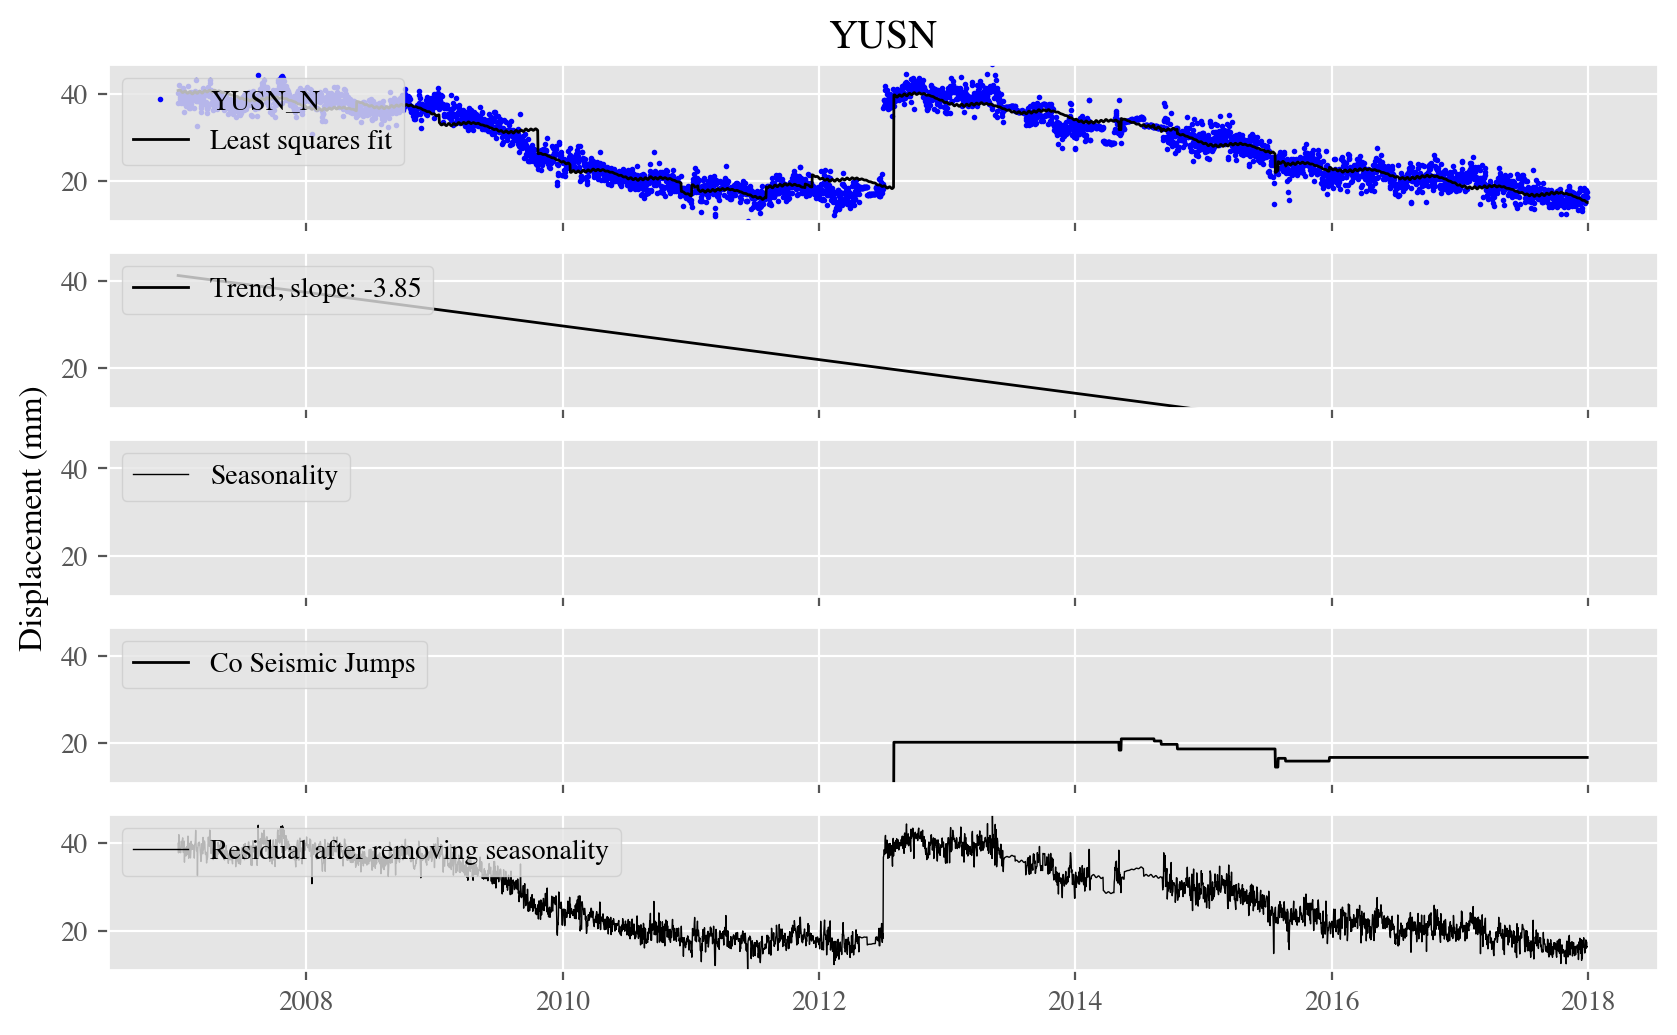 YUSN
40
20
YUSN_N
Least squares fit
40
20
Trend, slope: -3.85
40
20
Seasonality
40
20
Co Seismic Jumps
40
20
Residual after removing seasonality
2008 2010 2012 2014 2016 2018
Displacement (mm)